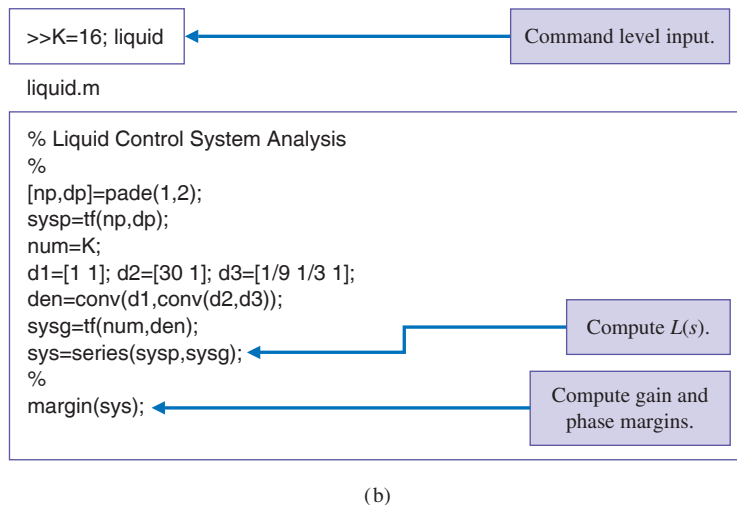 >>K=16; liquid
Command level input.
liquid.m
% Liquid Control System Analysis
%
[np,dp]=pade(1,2);
sysp=tf(np,dp);
num=K;
d1=[1 1]; d2=[30 1]; d3=[1/9 1/3 1];
den=conv(d1,conv(d2,d3));
sysg=tf(num,den);
sys=series(sysp,sysg);
Compute L(s).
%
margin(sys);
Compute gain and
phase margins.
(b)